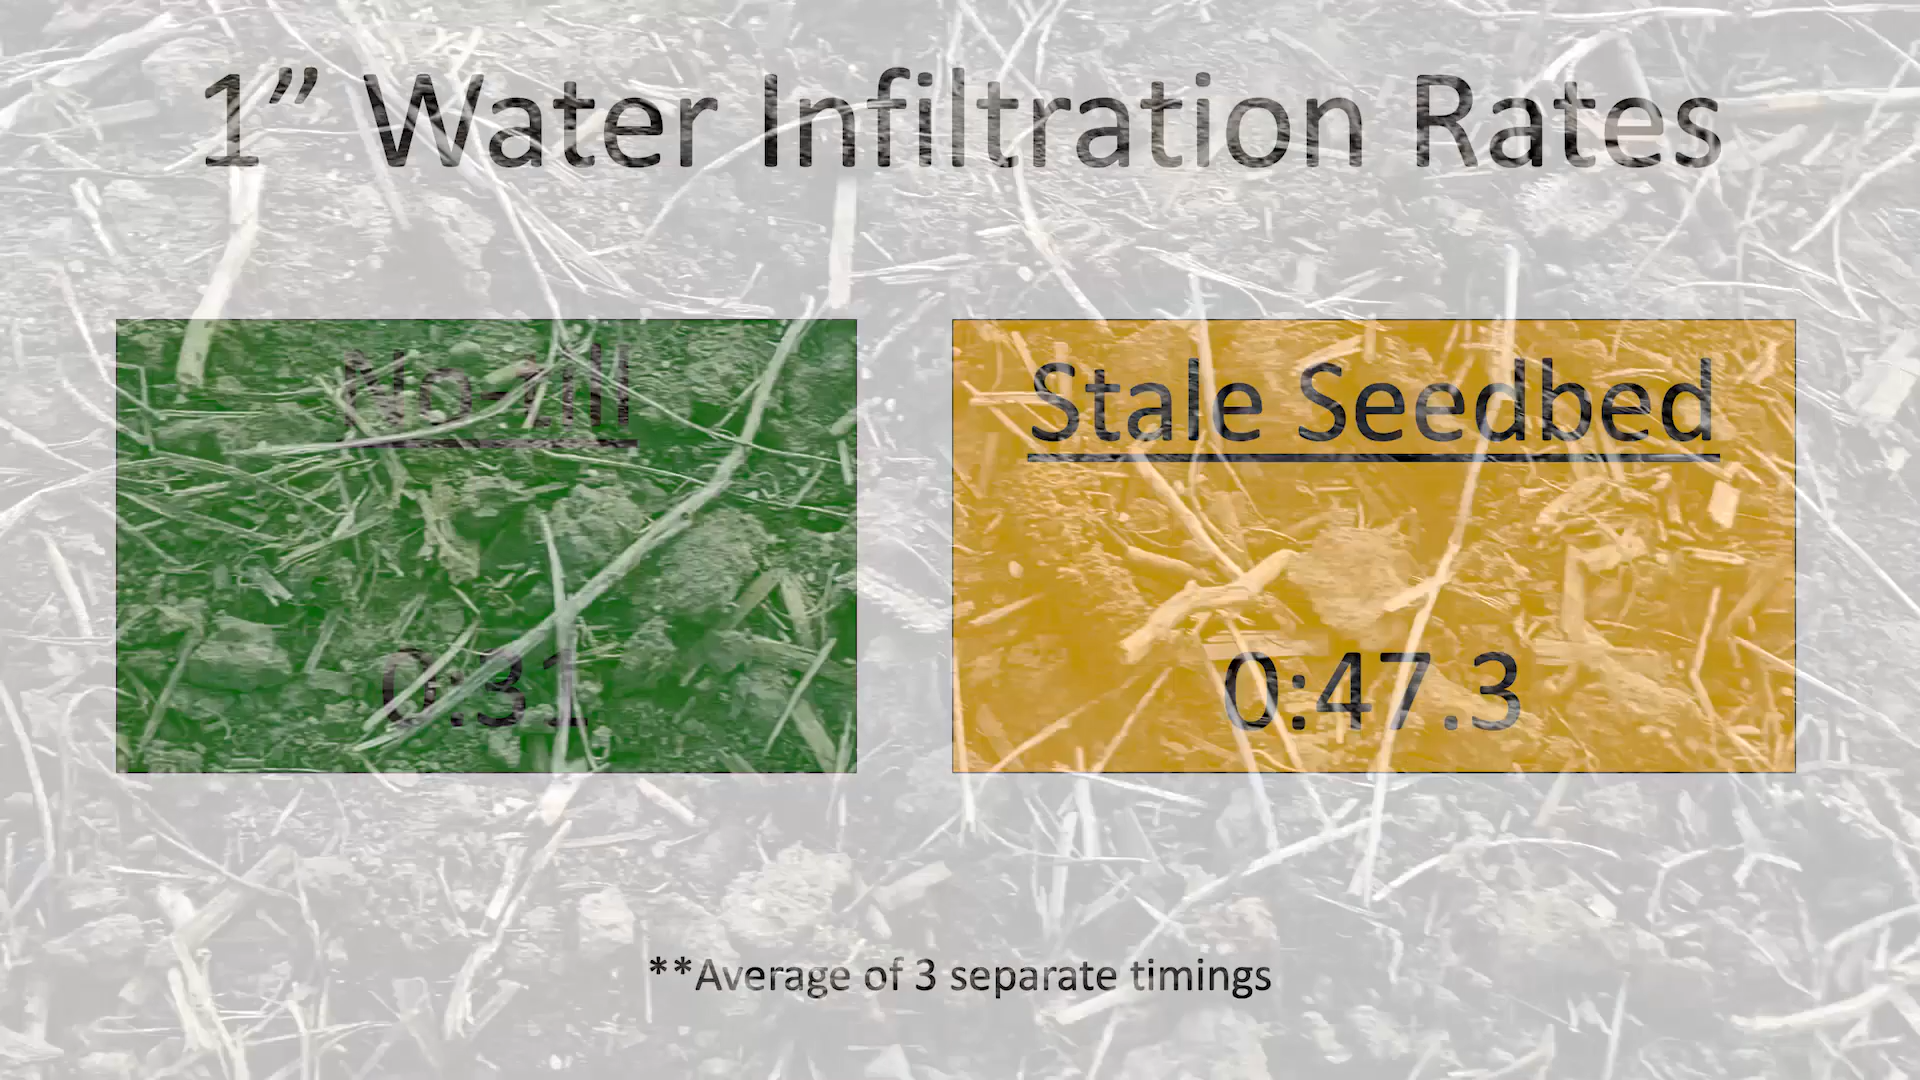 1” Water Infiltration Rates
No-till
Stale Seedbed
0:31
0:47.3
**Average of 3 separate timings